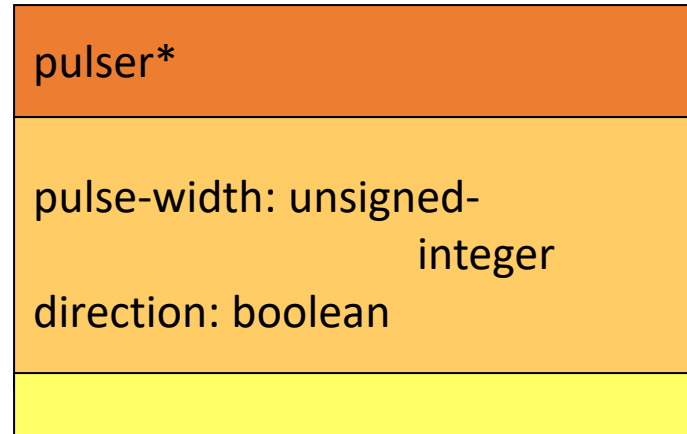 pulser*
pulse-width: unsigned-
integer
direction: boolean